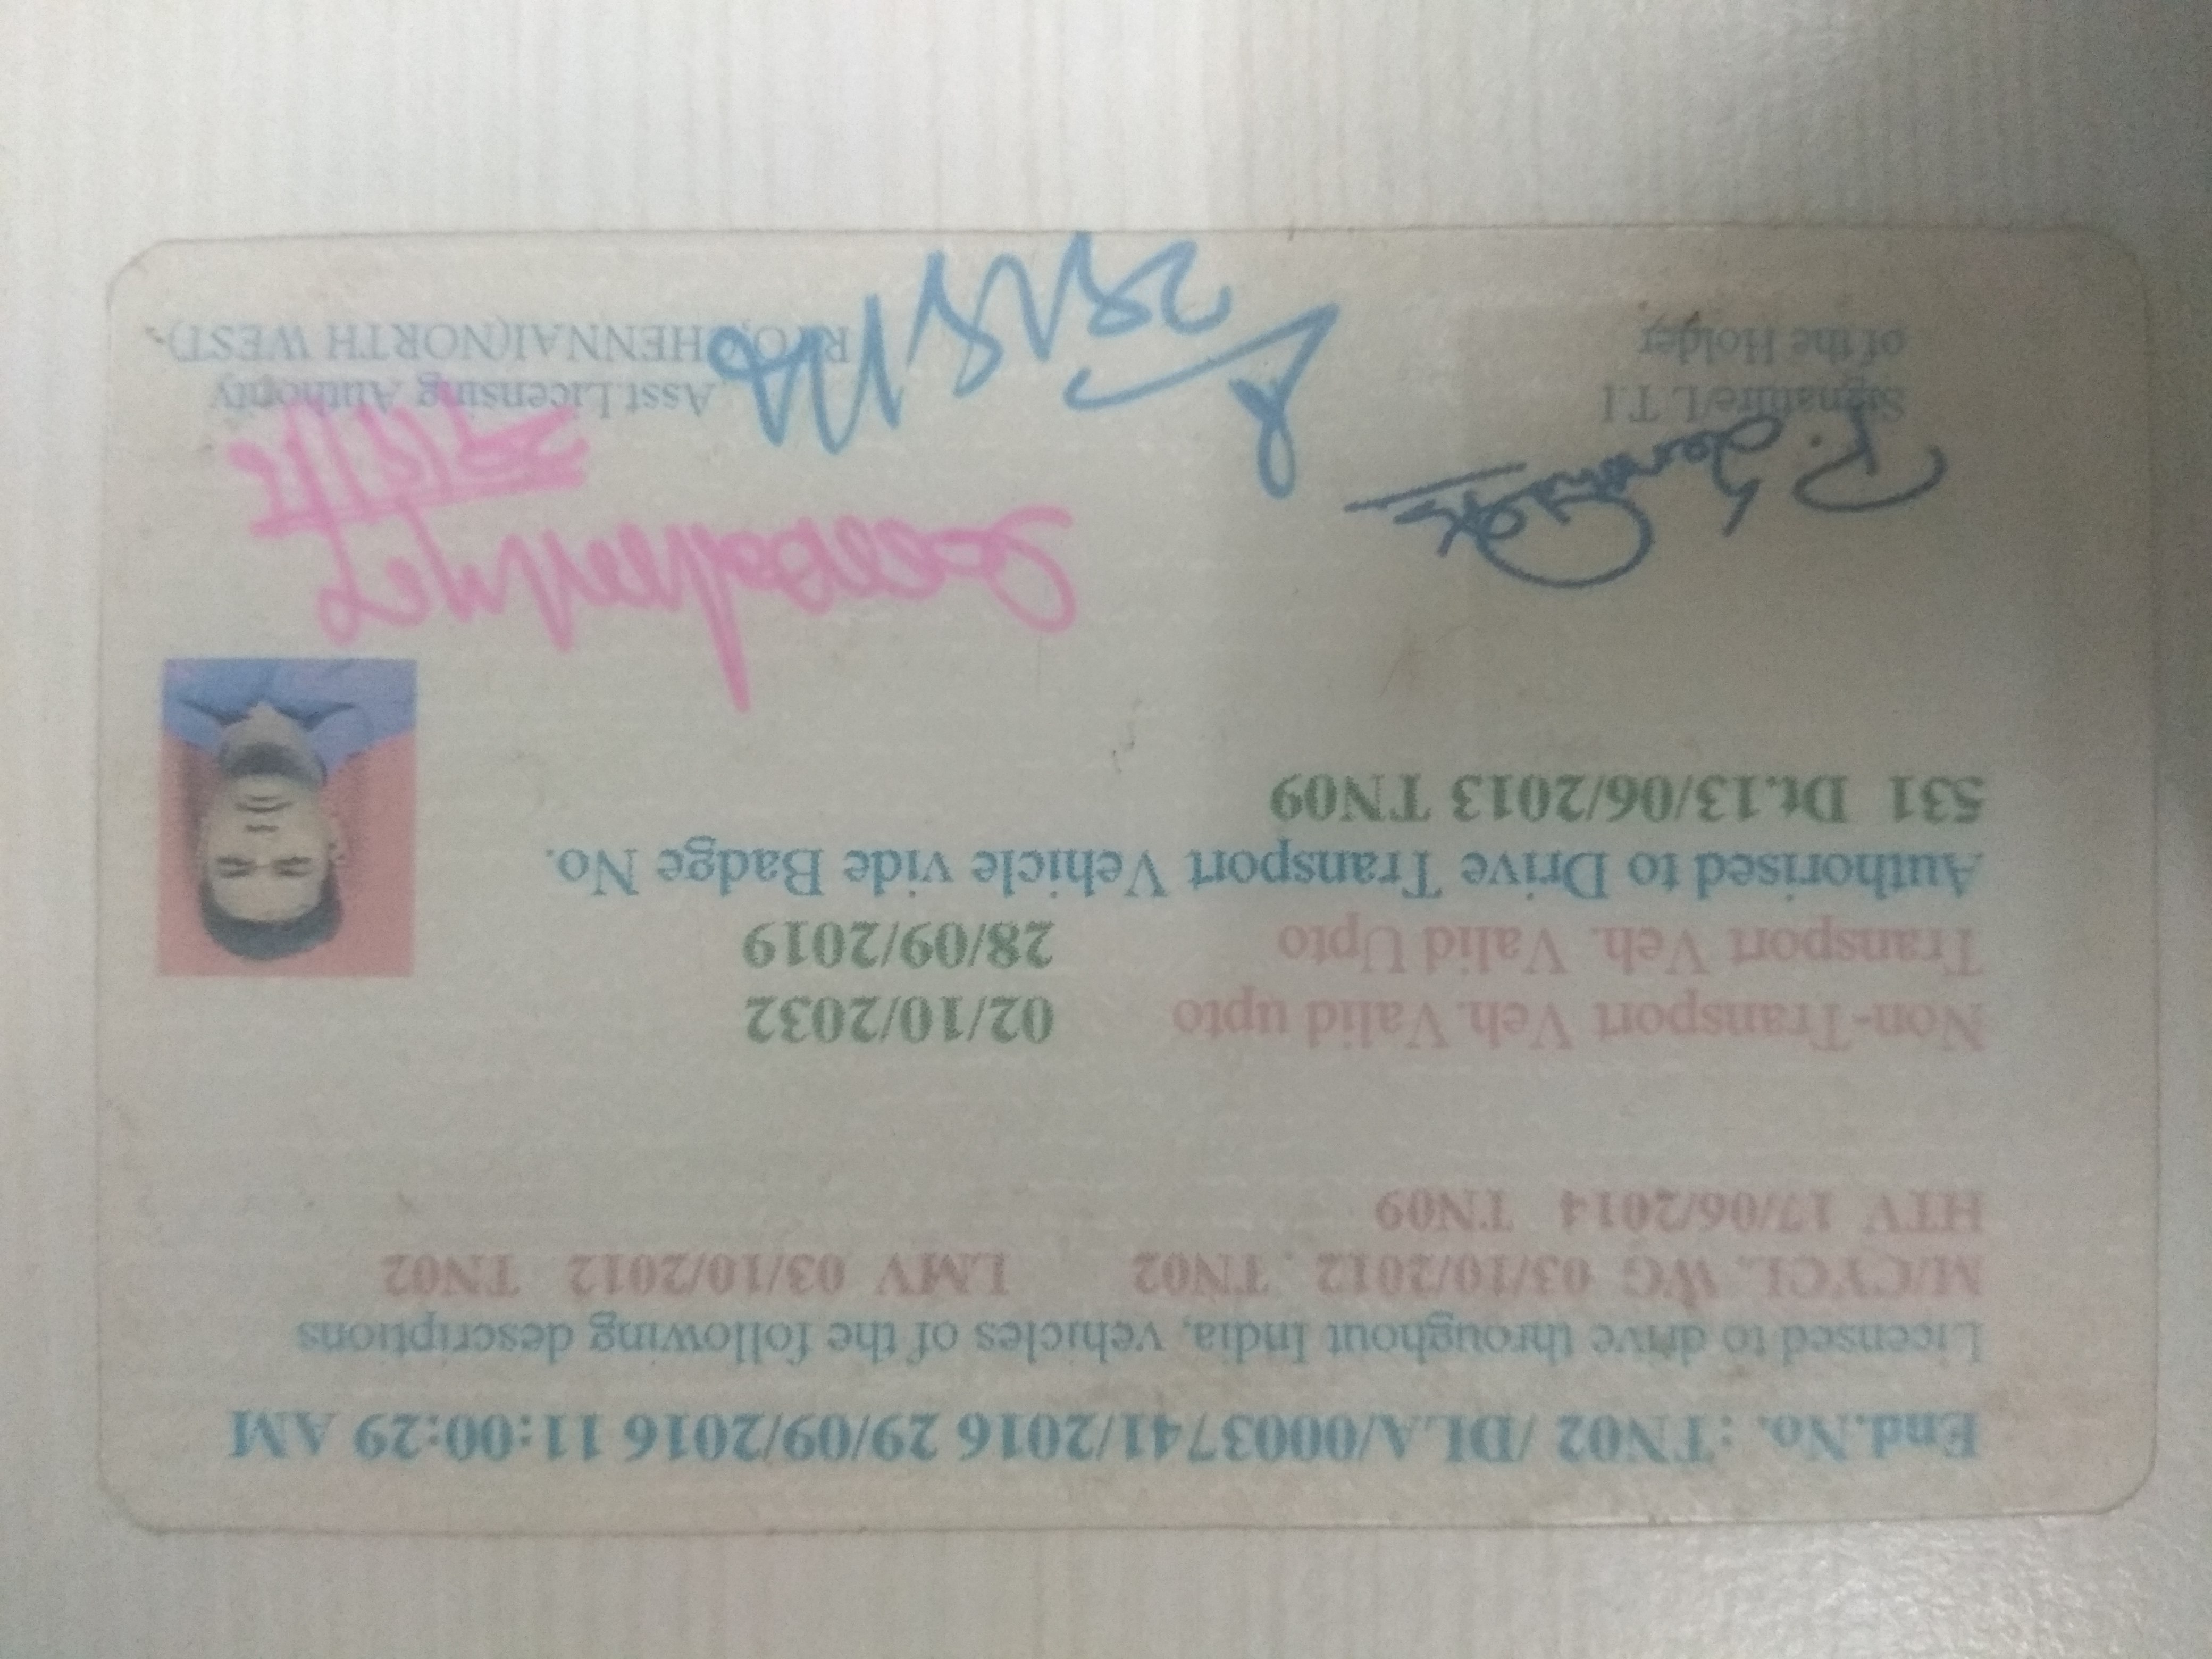 End.No. :TN02 /DLA/0003741/2016 29/09/2016 11:00:29 AM
Licensed to drive throughout India, vehicles of the following descriptions
M/CYCL. WG 03/10/2012 TN02 LMV 03/10/2012 TN02
HTV 17/06/2014 TN09
Non-Transport Veh. Valid upto 02/10/2032
Transport Veh. Valid Upto 28/09/2019
Authorised to Drive Transport Vehicle vide Badge No.
531 Dt.13/06/2013 TN09
Signature/L.T.I
of the Holder
Asst.Licensing Authority
RTO,CHENNAI(NORTH WEST).